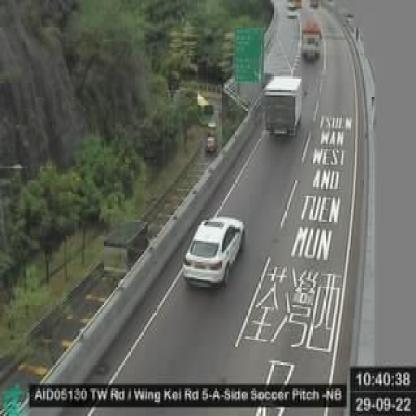 TSUEN
WAN
WEST
AND
TUEN
MUN
荃灣西
10:40:38
AID05130 TW Rd / Wing Kei Rd 5-A-Side Soccer Pitch -NB
29-09-22